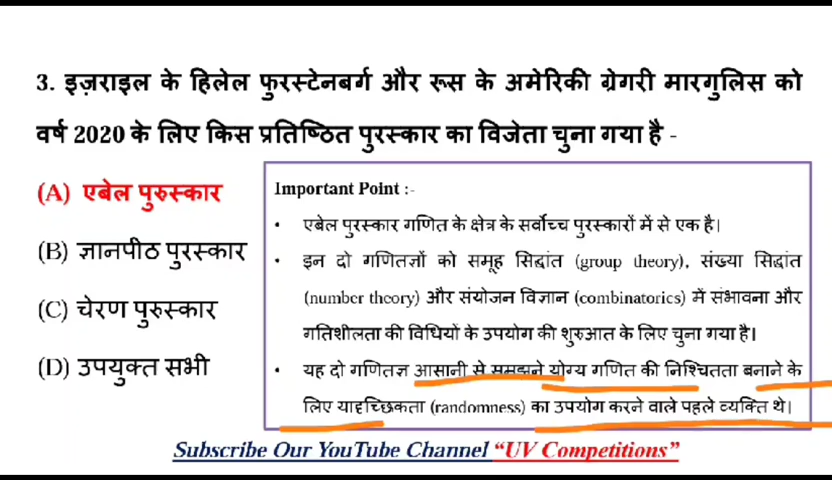 3. इज़राइल के हिलेल फुरस्टेनबर्ग और रूस के अमेरिकी ग्रेगरी मारगुलिस को
वर्ष 2020 के लिए किस प्रतिष्ठित पुरस्कार का विजेता चुना गया है -
(A) एबेल पुरुस्कार
(B) ज्ञानपीठ पुरस्कार
(C) चेरण पुरुस्कार
(D) उपयुक्त सभी
Important Point :-
• एबेल पुरस्कार गणित के क्षेत्र के सर्वोच्च पुरस्कारों में से एक है।
• इन दो गणितज्ञों को समूह सिद्धांत (group theory), संख्या सिद्धांत
(number theory) और संयोजन विज्ञान (combinatorics) में संभावना और
गतिशीलता की विधियों के उपयोग की शुरुआत के लिए चुना गया है।
• यह दो गणितज्ञ आसानी से समझने योग्य गणित की निश्चितता बनाने के
लिए यादृच्छिकता (randomness) का उपयोग करने वाले पहले व्यक्ति थे।
Subscribe Our YouTube Channel “UV Competitions”